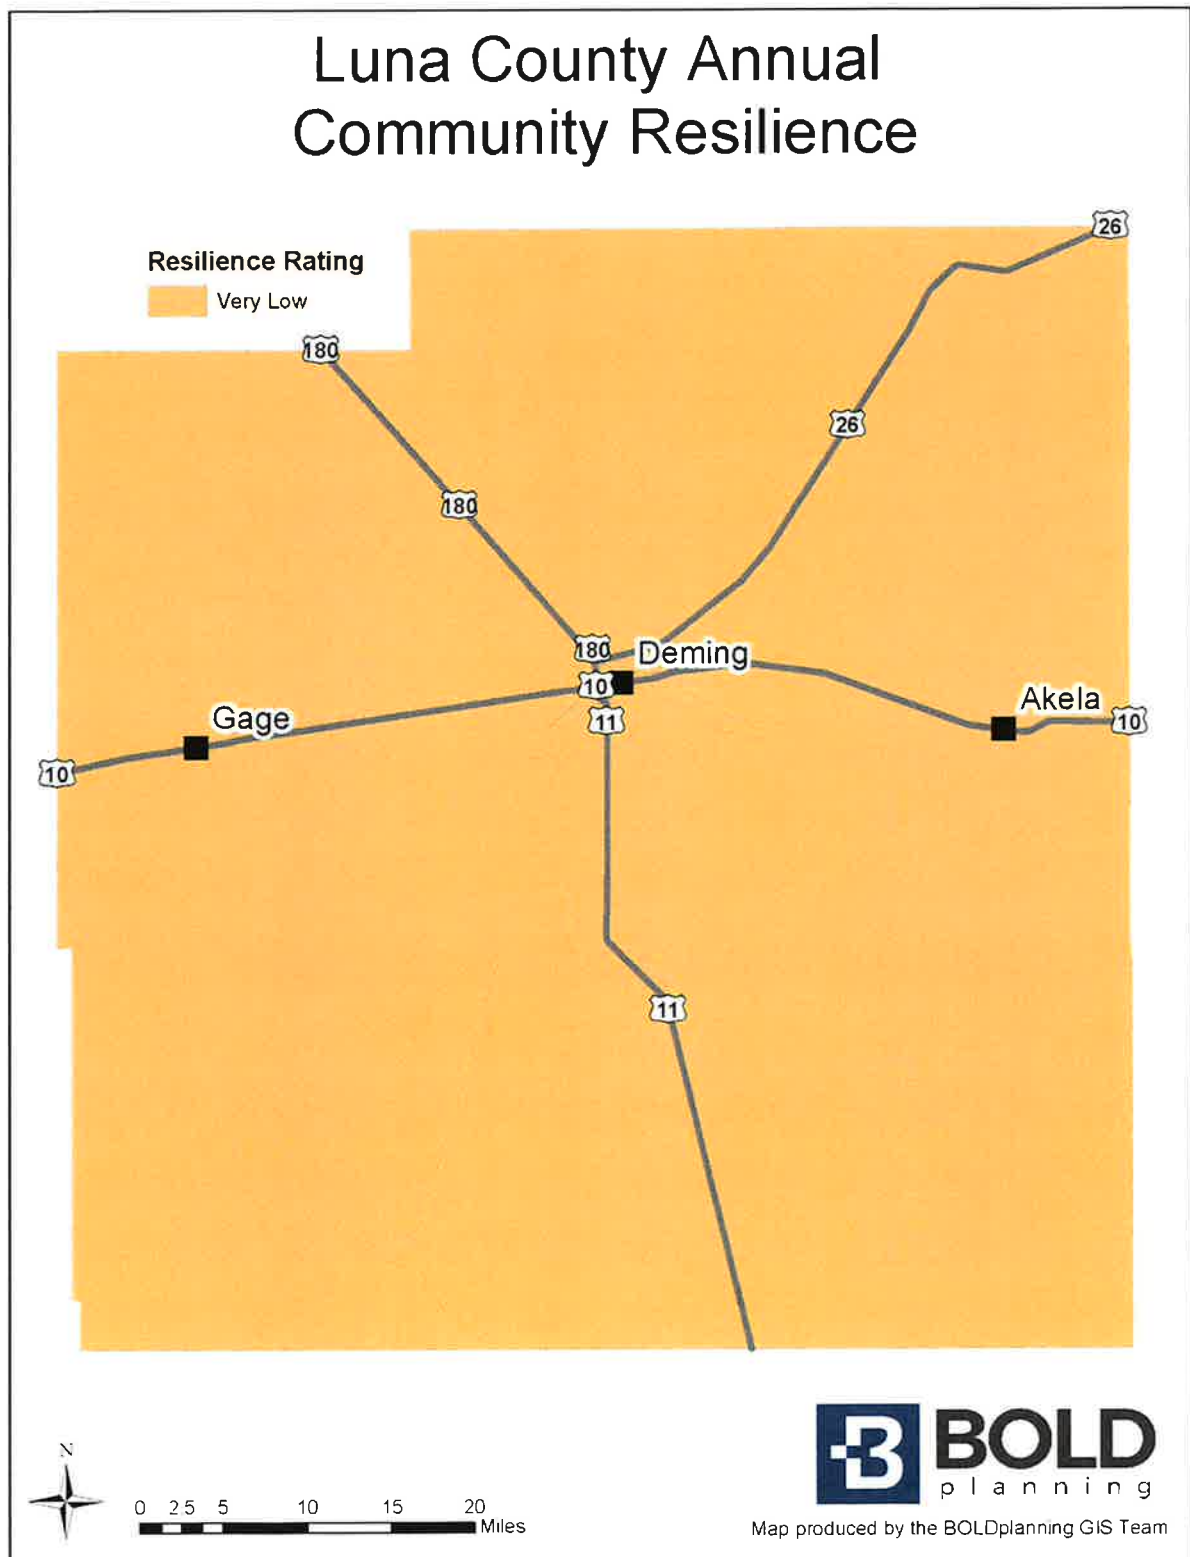 Luna County Annual
Community Resilience
Resilience Rating
Very Low
26
180
26
180
180
Deming
10
11
Gage
Akela
10
10
11
N
0 2.5 5 10 15 20
Miles
B BOLD
planning
Map produced by the BOLDplanning GIS Team